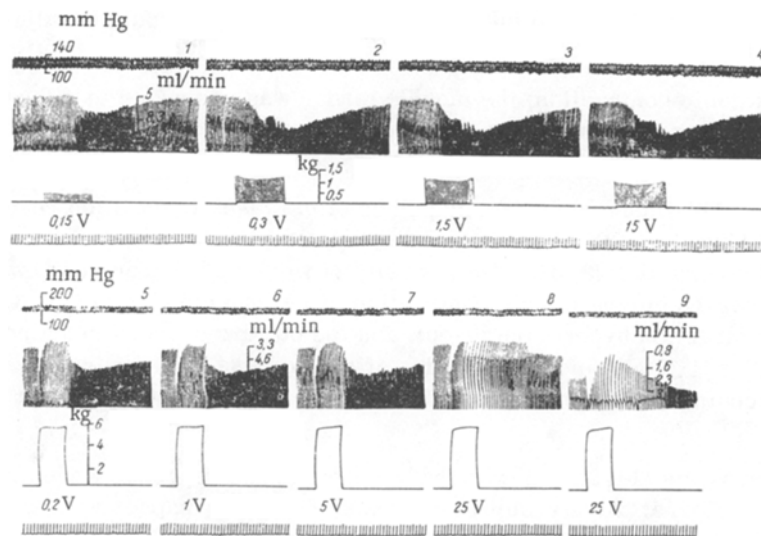 mm Hg
140 1 2 3 4
100
ml/min
5
8,3
kg
1,5
1
0.5
0,15 V 0,3 V 1,5 V 15 V
mm Hg
200 5 6 7 8 9
100
ml/min ml/min
3,3 0,8
4,6 1,6
2,3
kg
6
4
2
0,2 V 1 V 5 V 25 V 25 V